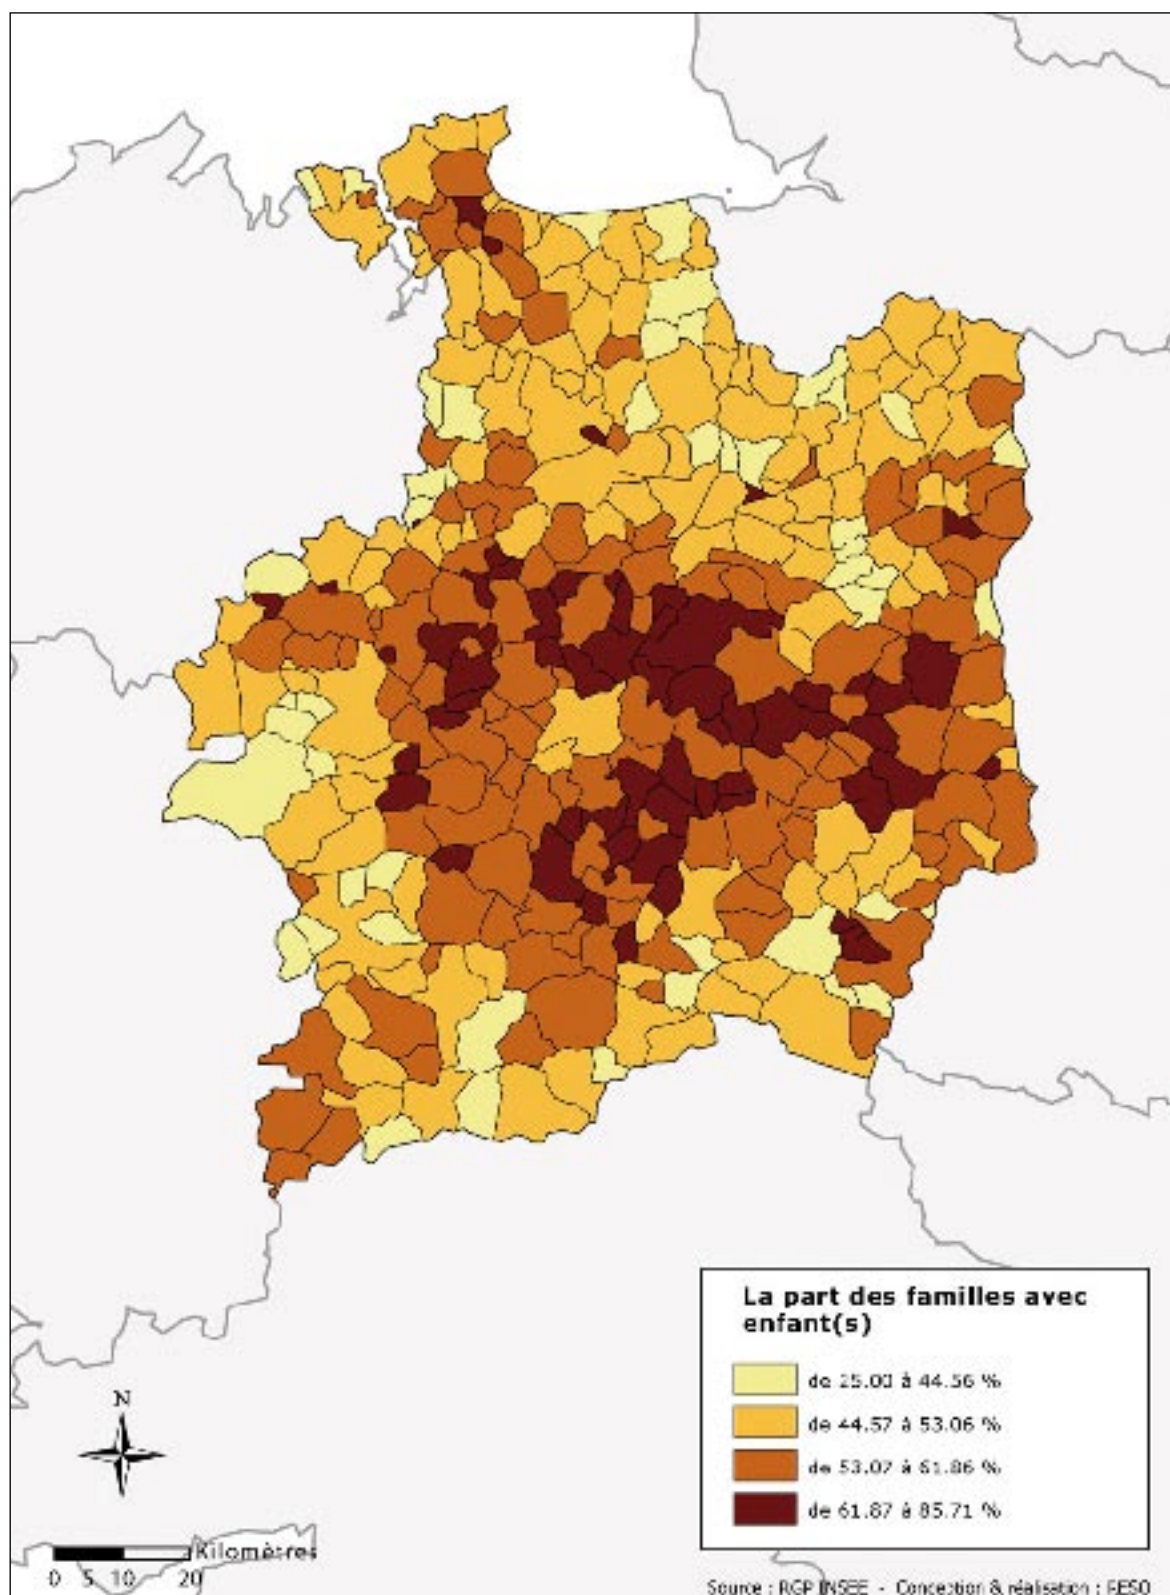 La part des familles avec
enfant(s)
de 25.00 à 44.56 %
de 44.57 à 53.06 %
de 53.07 à 61.86 %
de 61.87 à 85.71 %
N
Kilomètres
0 5 10 20
Source : RGP INSEE - Conception & réalisation : RESO